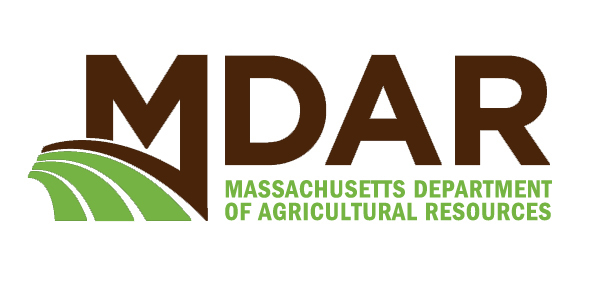 MDAR
MASSACHUSETTS DEPARTMENT
OF AGRICULTURAL RESOURCES